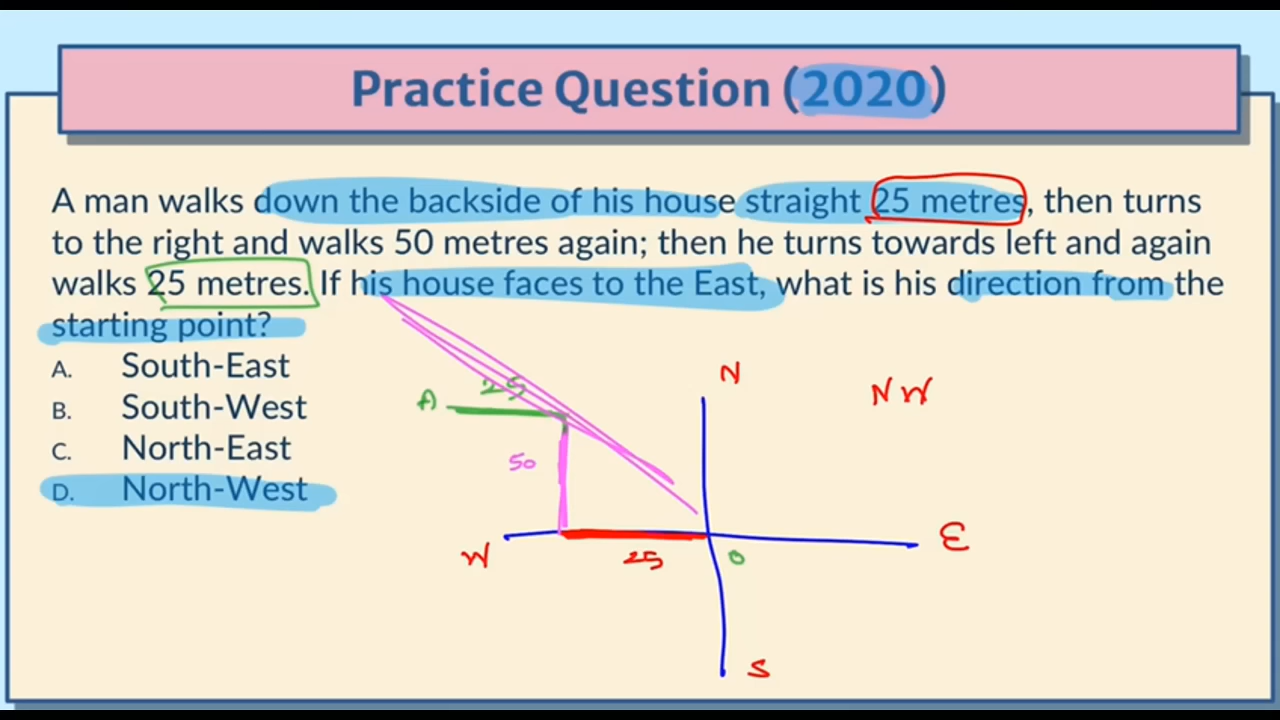 Practice Question (2020)
A man walks down the backside of his house straight 25 metres, then turns
to the right and walks 50 metres again; then he turns towards left and again
walks 25 metres. If his house faces to the East, what is his direction from the
starting point?
A. South-East
B. South-West
C. North-East
D. North-West
N
NW
25
A
50
W
25
O
E
S